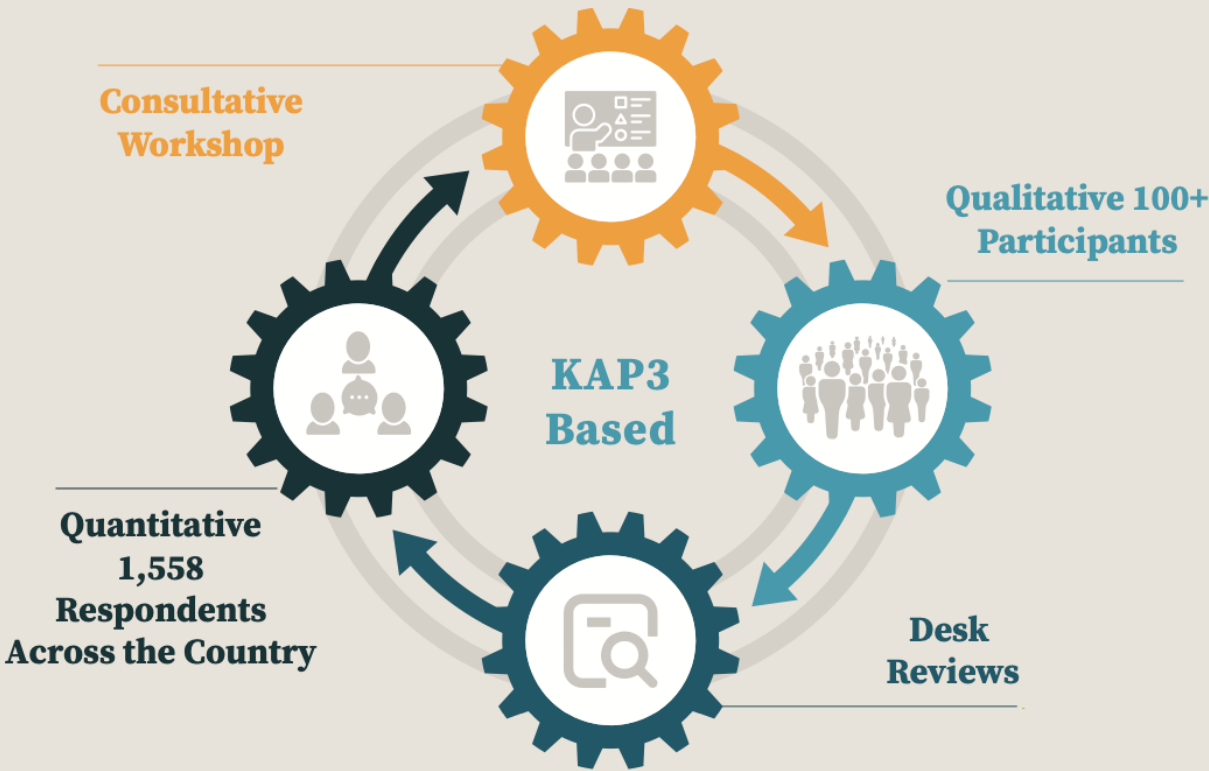 Consultative
Workshop
Qualitative 100+
Participants
KAP3
Based
Quantitative
1,558
Respondents
Across the Country
Desk
Reviews